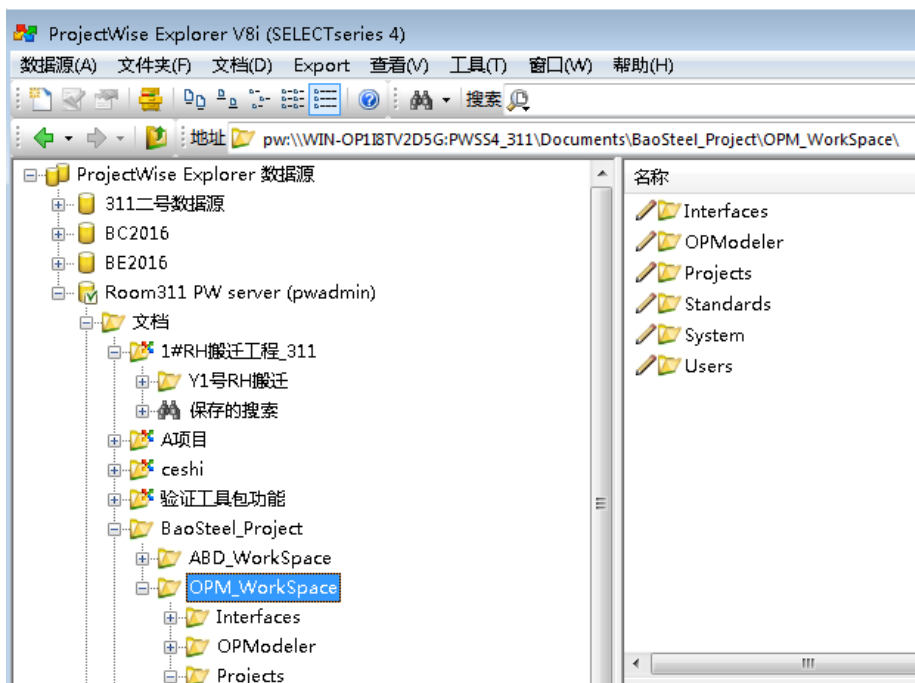 ProjectWise Explorer V8i (SELECTseries 4)
数据源(A) 文件夹(F) 文档(D) Export 查看(V) 工具(T) 窗口(W) 帮助(H)
搜索
地址 pw:\\WIN-OP1I8TV2D5G:PWSS4_311\Documents\BaoSteel_Project\OPM_WorkSpace\
ProjectWise Explorer 数据源
311二号数据源
BC2016
BE2016
Room311 PW server (pwadmin)
文档
1#RH搬迁工程_311
Y1号RH搬迁
保存的搜索
A项目
ceshi
验证工具包功能
BaoSteel_Project
ABD_WorkSpace
OPM_WorkSpace
Interfaces
OPModeler
Projects
名称
Interfaces
OPModeler
Projects
Standards
System
Users